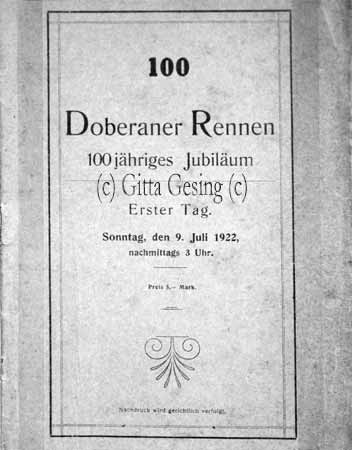 100
Doberaner Rennen
100 jähriges Jubiläum
(c) Gitta Gesing (c)
Erster Tag.
Sonntag, den 9. Juli 1922,
nachmittags 3 Uhr.
Preis 5,— Mark.
Nachdruck wird gerichtlich verfolgt.